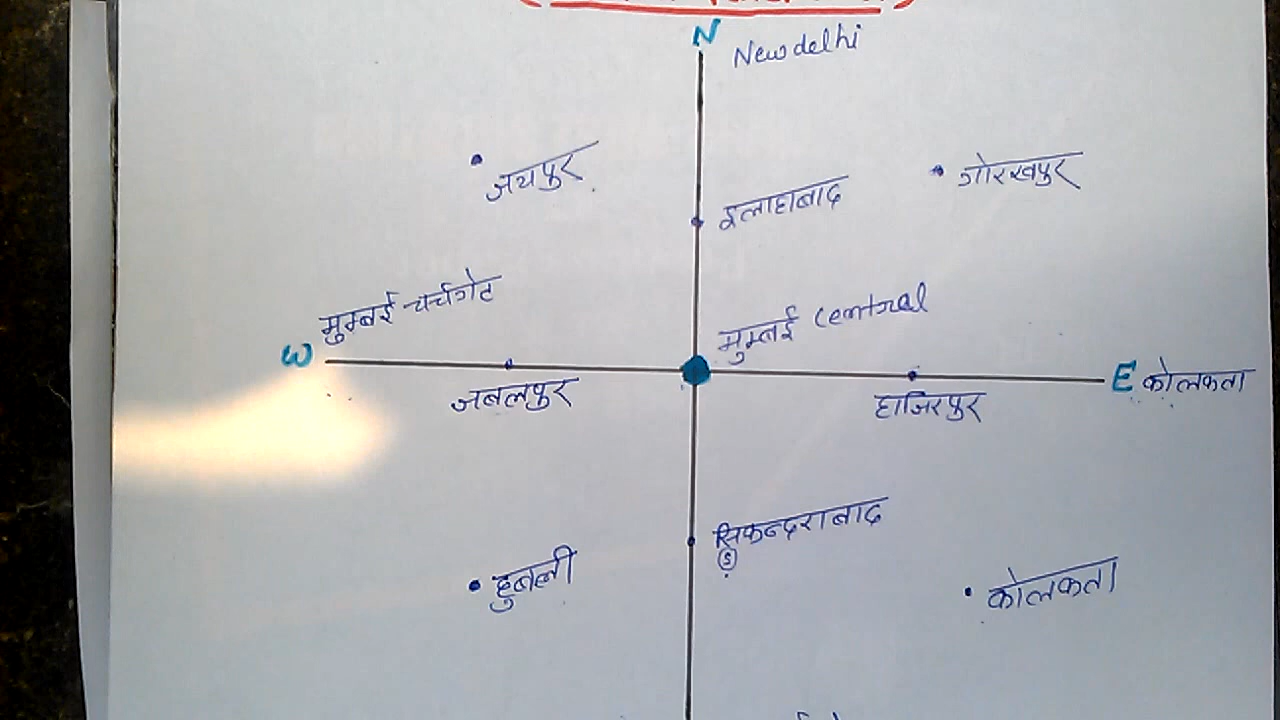 N
New delhi
जयपुर
गोरखपुर
इलाहाबाद
मुम्बई चर्चगेट
मुम्बई Central
W
E कोलकता
जबलपुर
हाजिरपुर
सिकन्दराबाद
S
हुबली
कोलकता